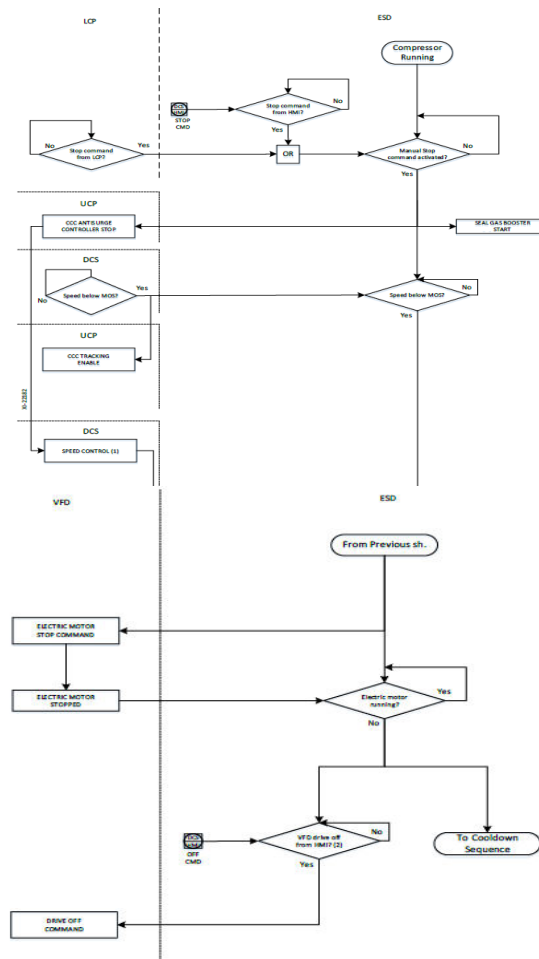 LCP
ESD
Compressor
Running
STOP
CMD
Stop command
from HMI?
No
Yes
No
Stop command
from LCP?
Yes
OR
Manual Stop
command activated?
No
Yes
UCP
CCC ANTISURGE
CONTROLLER STOP
SEAL GAS BOOSTER
START
DCS
No
Speed below MOS?
Yes
Speed below MOS?
No
Yes
UCP
CCC TRACKING
ENABLE
DCS
SPEED CONTROL (1)
VFD
ESD
From Previous sh.
ELECTRIC MOTOR
STOP COMMAND
ELECTRIC MOTOR
STOPPED
Electric motor
running?
Yes
No
OFF
CMD
VFD drive off
from HMI? (2)
No
Yes
To Cooldown
Sequence
DRIVE OFF
COMMAND